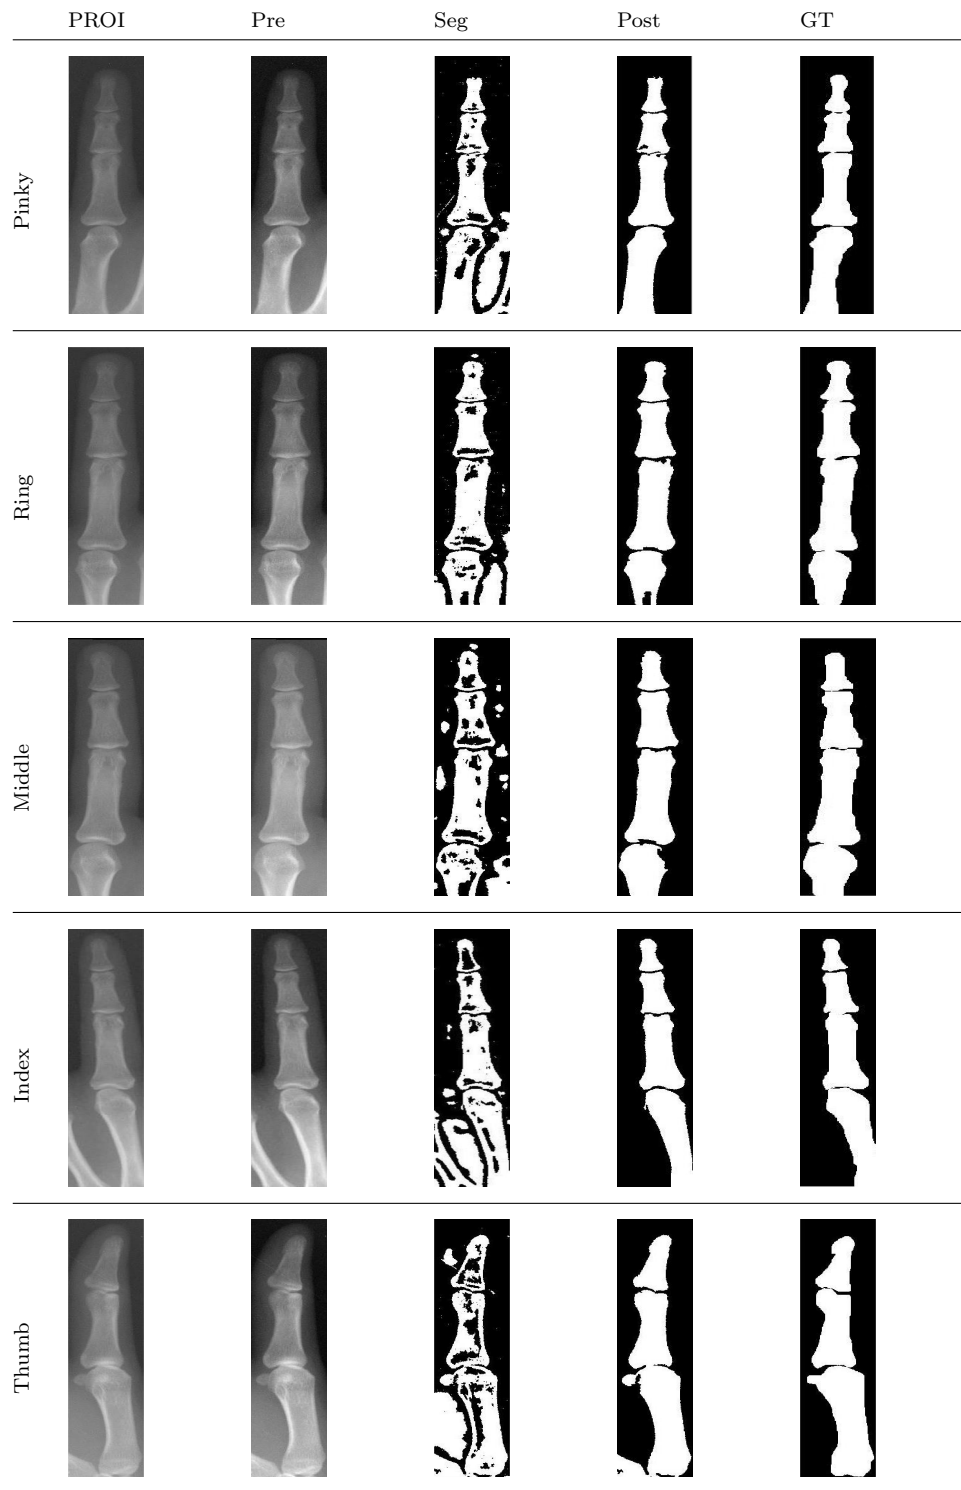 PROI Pre Seg Post GT
Pinky
Ring
Middle
Index
Thumb